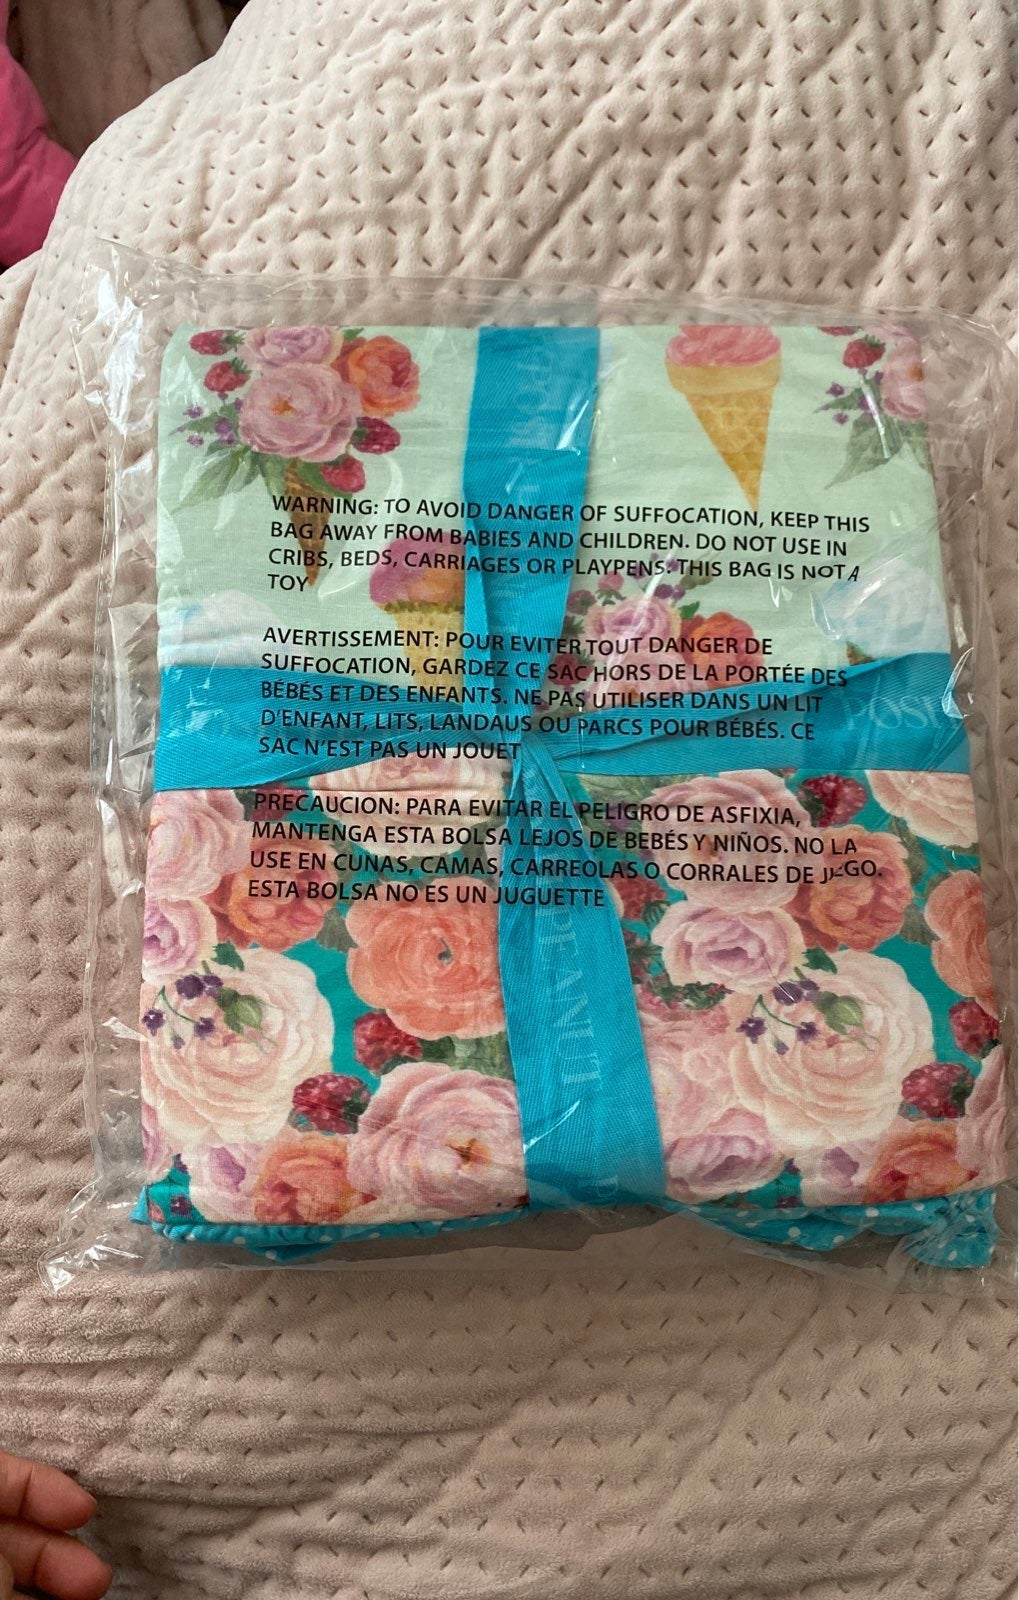 WARNING: TO AVOID DANGER OF SUFFOCATION, KEEP THIS
BAG AWAY FROM BABIES AND CHILDREN. DO NOT USE IN
CRIBS, BEDS, CARRIAGES OR PLAYPENS. THIS BAG IS NOT A
TOY
AVERTISSEMENT: POUR EVITER TOUT DANGER DE
SUFFOCATION, GARDEZ CE SAC HORS DE LA PORTÉE DES
BÉBÉS ET DES ENFANTS. NE PAS UTILISER DANS UN LIT
D'ENFANT, LITS, LANDAUS OU PARCS POUR BÉBÉS. CE
SAC N'EST PAS UN JOUET
PRECAUCION: PARA EVITAR EL PELIGRO DE ASFIXIA,
MANTENGA ESTA BOLSA LEJOS DE BEBÉS Y NIÑOS. NO LA
USE EN CUNAS, CAMAS, CARREOLAS O CORRALES DE JUEGO.
ESTA BOLSA NO ES UN JUGUETTE
PEANUT